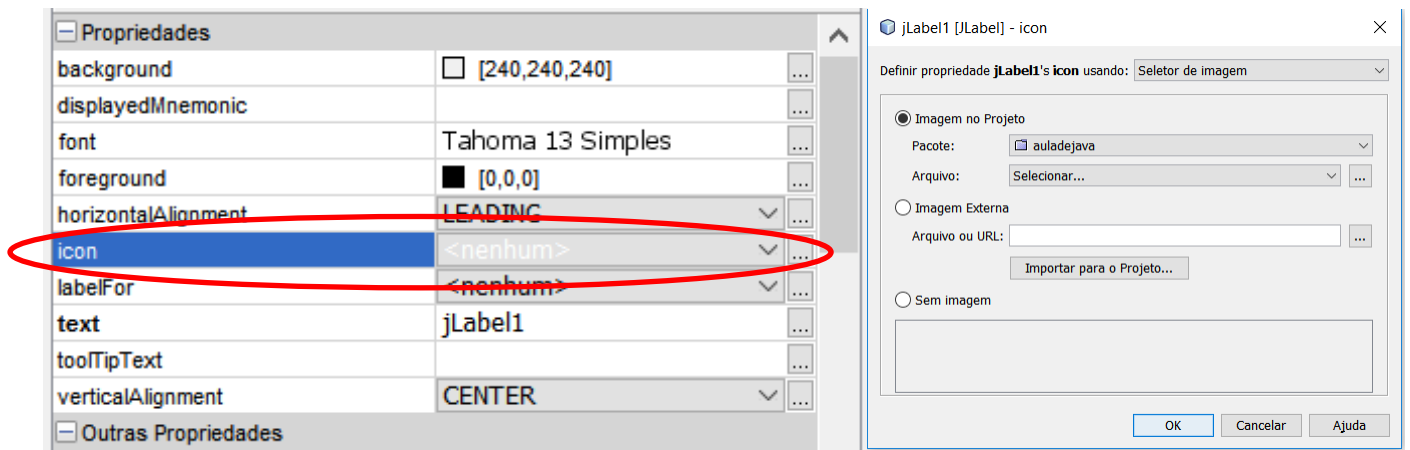 Propriedades
background [240,240,240] ...
displayedMnemonic ...
font Tahoma 13 Simples ...
foreground [0,0,0] ...
horizontalAlignment LEADING ...
icon <nenhum> ...
labelFor <nenhum> ...
text jLabel1 ...
toolTipText ...
verticalAlignment CENTER ...
Outras Propriedades
jLabel1 [JLabel] - icon
Definir propriedade jLabel1's icon usando: Seletor de imagem
Imagem no Projeto
Pacote: auladejava
Arquivo: Selecionar... ...
Imagem Externa
Arquivo ou URL: ...
Importar para o Projeto...
Sem imagem
OK Cancelar Ajuda